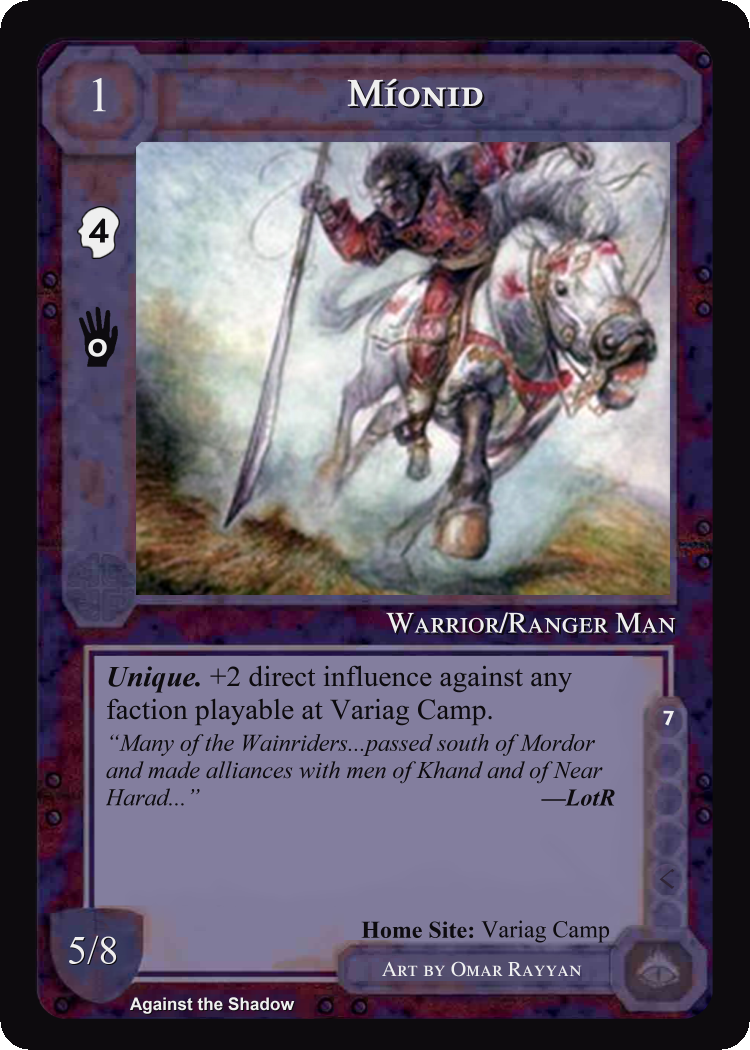 1
Míonid
4
0
Warrior/Ranger Man
Unique. +2 direct influence against any
faction playable at Variag Camp.
"Many of the Wainriders...passed south of Mordor
and made alliances with men of Khand and of Near
Harad..." —LotR
7
<
Home Site: Variag Camp
5/8
Art by Omar Rayyan
Against the Shadow